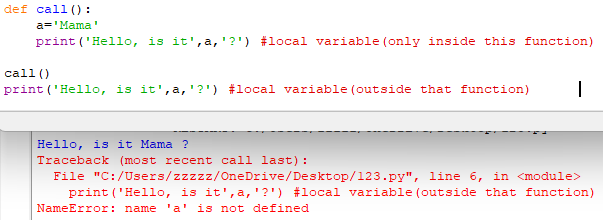 def call():
    a='Mama'
    print('Hello, is it',a,'?') #local variable(only inside this function)
call()
print('Hello, is it',a,'?') #local variable(outside that function)
Hello, is it Mama ?
Traceback (most recent call last):
  File "C:/Users/zzzzz/OneDrive/Desktop/123.py", line 6, in <module>
    print('Hello, is it',a,'?') #local variable(outside that function)
NameError: name 'a' is not defined